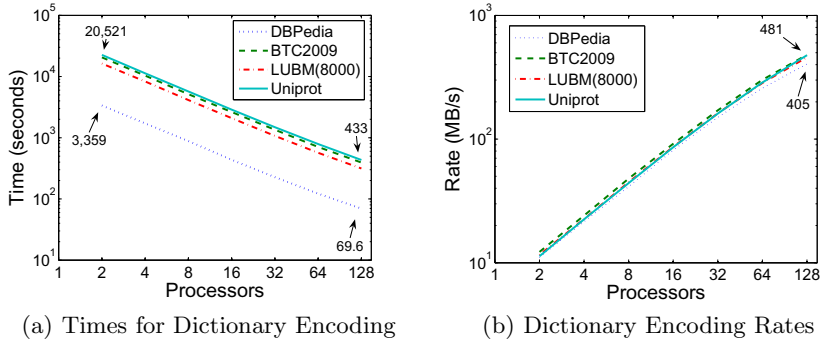 10^5
10^4
10^3
10^2
10^1
Time (seconds)
20,521
3,359
433
69.6
DBPedia
BTC2009
LUBM(8000)
Uniprot
1 2 4 8 16 32 64 128
Processors
(a) Times for Dictionary Encoding
10^3
10^2
10^1
Rate (MB/s)
DBPedia
BTC2009
LUBM(8000)
Uniprot
481
405
1 2 4 8 16 32 64 128
Processors
(b) Dictionary Encoding Rates